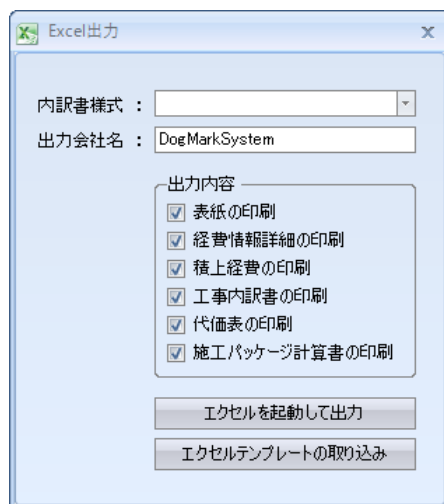 Excel出力
内訳書様式 :
出力会社名 : DogMarkSystem
出力内容
表紙の印刷
経費情報詳細の印刷
積上経費の印刷
工事内訳書の印刷
代価表の印刷
施工パッケージ計算書の印刷
エクセルを起動して出力
エクセルテンプレートの取り込み